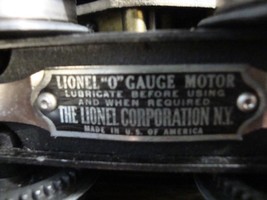 LIONEL "O" GAUGE MOTOR
LUBRICATE BEFORE USING
AND WHEN REQUIRED
THE LIONEL CORPORATION N.Y.
MADE IN U.S. OF AMERICA